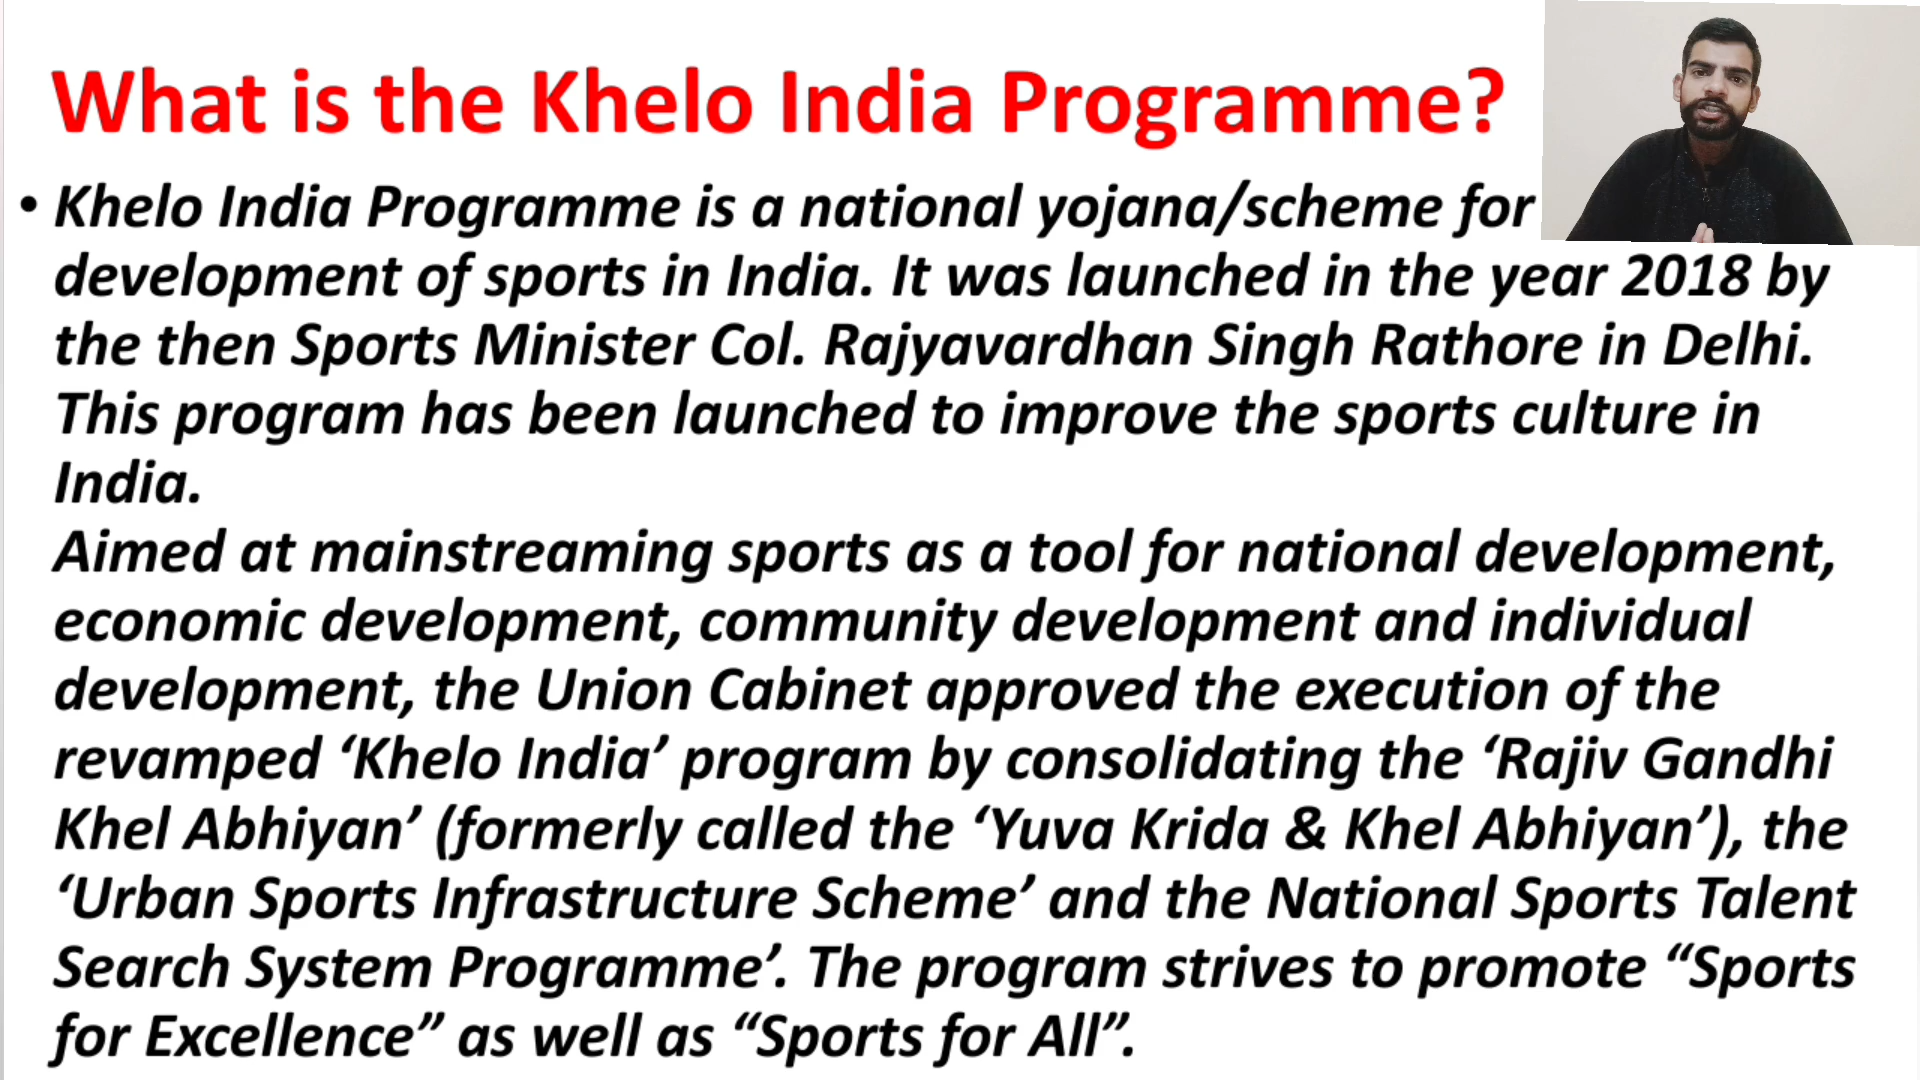 What is the Khelo India Programme?
• Khelo India Programme is a national yojana/scheme for
development of sports in India. It was launched in the year 2018 by
the then Sports Minister Col. Rajyavardhan Singh Rathore in Delhi.
This program has been launched to improve the sports culture in
India.
Aimed at mainstreaming sports as a tool for national development,
economic development, community development and individual
development, the Union Cabinet approved the execution of the
revamped ‘Khelo India’ program by consolidating the ‘Rajiv Gandhi
Khel Abhiyan’ (formerly called the ‘Yuva Krida & Khel Abhiyan’), the
‘Urban Sports Infrastructure Scheme’ and the National Sports Talent
Search System Programme’. The program strives to promote “Sports
for Excellence” as well as “Sports for All”.